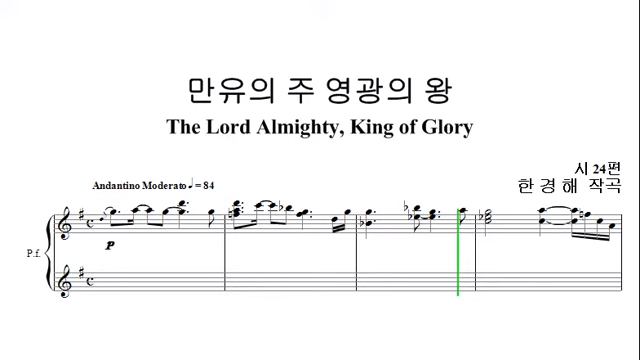 만유의 주 영광의 왕
The Lord Almighty, King of Glory
시 24편
한 경 해 작곡
Andantino Moderato ♩ = 84
P.f.
p